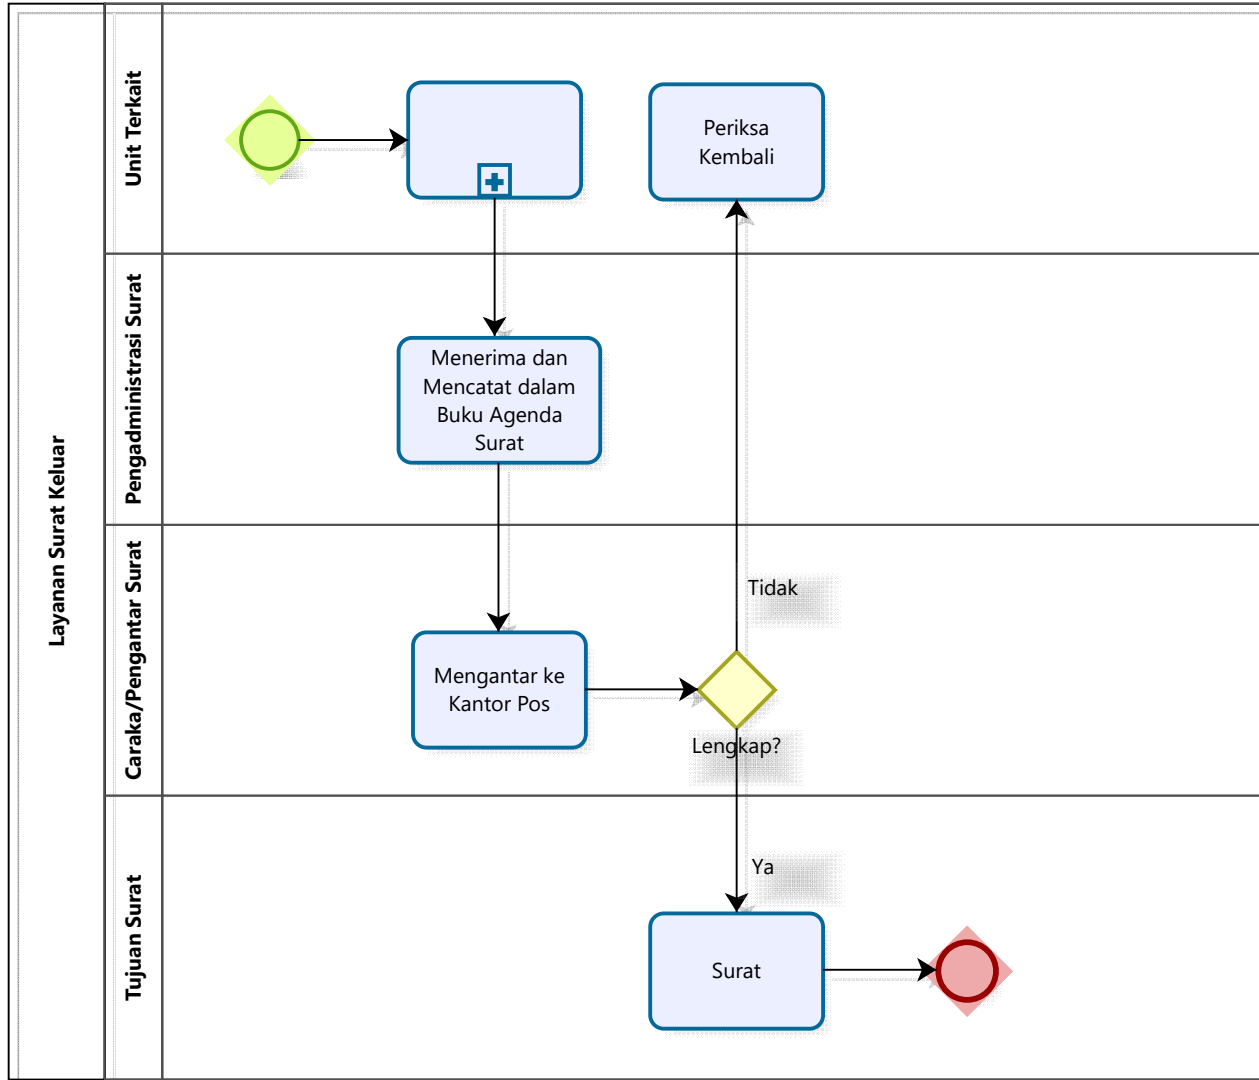 Layanan Surat Keluar
Unit Terkait
Periksa
Kembali
Pengadministrasi Surat
Menerima dan
Mencatat dalam
Buku Agenda
Surat
Caraka/Pengantar Surat
Tidak
Mengantar ke
Kantor Pos
Lengkap?
Tujuan Surat
Ya
Surat